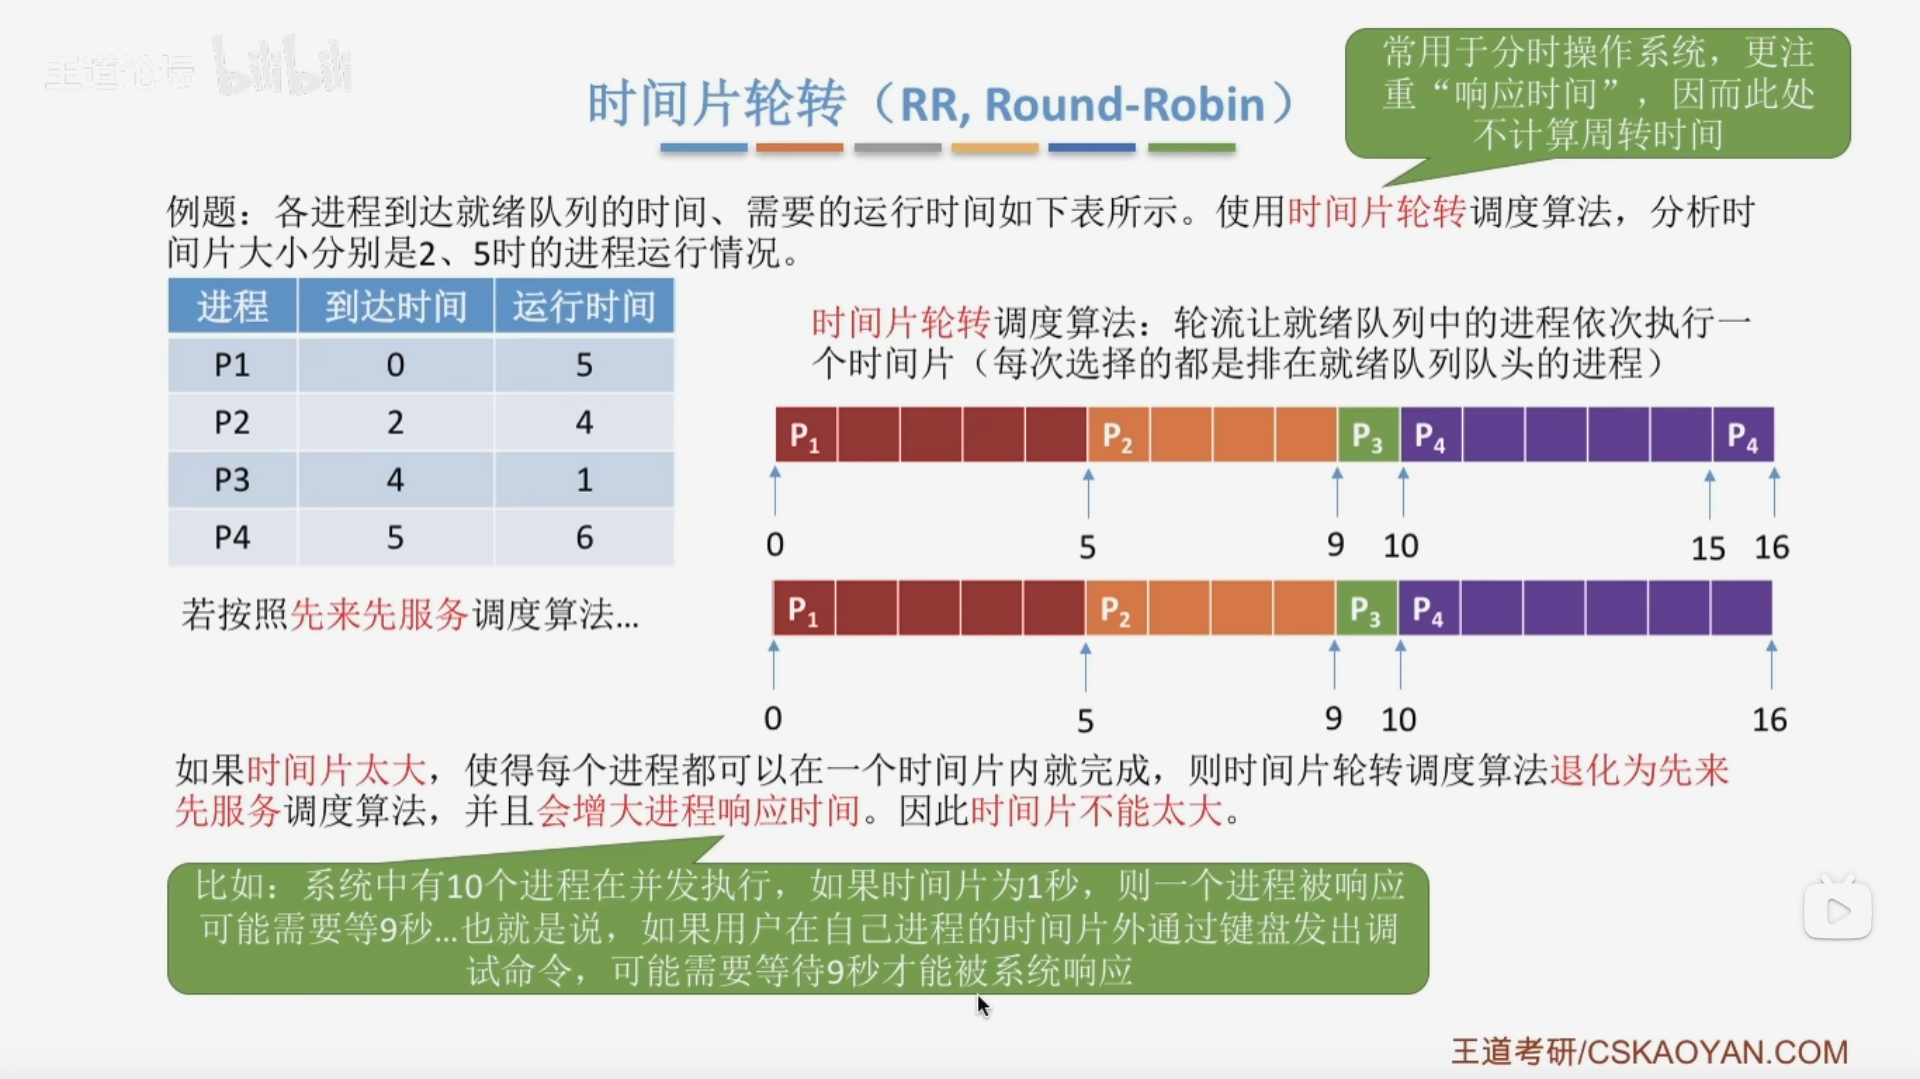 王道论坛 bilibili
常用于分时操作系统，更注
重“响应时间”，因而此处
不计算周转时间
时间片轮转（RR, Round-Robin）
例题：各进程到达就绪队列的时间、需要的运行时间如下表所示。使用时间片轮转调度算法，分析时
间片大小分别是2、5时的进程运行情况。
进程 到达时间 运行时间
P1 0 5
P2 2 4
P3 4 1
P4 5 6
时间片轮转调度算法：轮流让就绪队列中的进程依次执行一
个时间片（每次选择的都是排在就绪队列队头的进程）
P1 P2 P3 P4 P4
0 5 9 10 15 16
若按照先来先服务调度算法...
P1 P2 P3 P4
0 5 9 10 16
如果时间片太大，使得每个进程都可以在一个时间片内就完成，则时间片轮转调度算法退化为先来
先服务调度算法，并且会增大进程响应时间。因此时间片不能太大。
比如：系统中有10个进程在并发执行，如果时间片为1秒，则一个进程被响应
可能需要等9秒...也就是说，如果用户在自己进程的时间片外通过键盘发出调
试命令，可能需要等待9秒才能被系统响应
王道考研/CSKAOYAN.COM